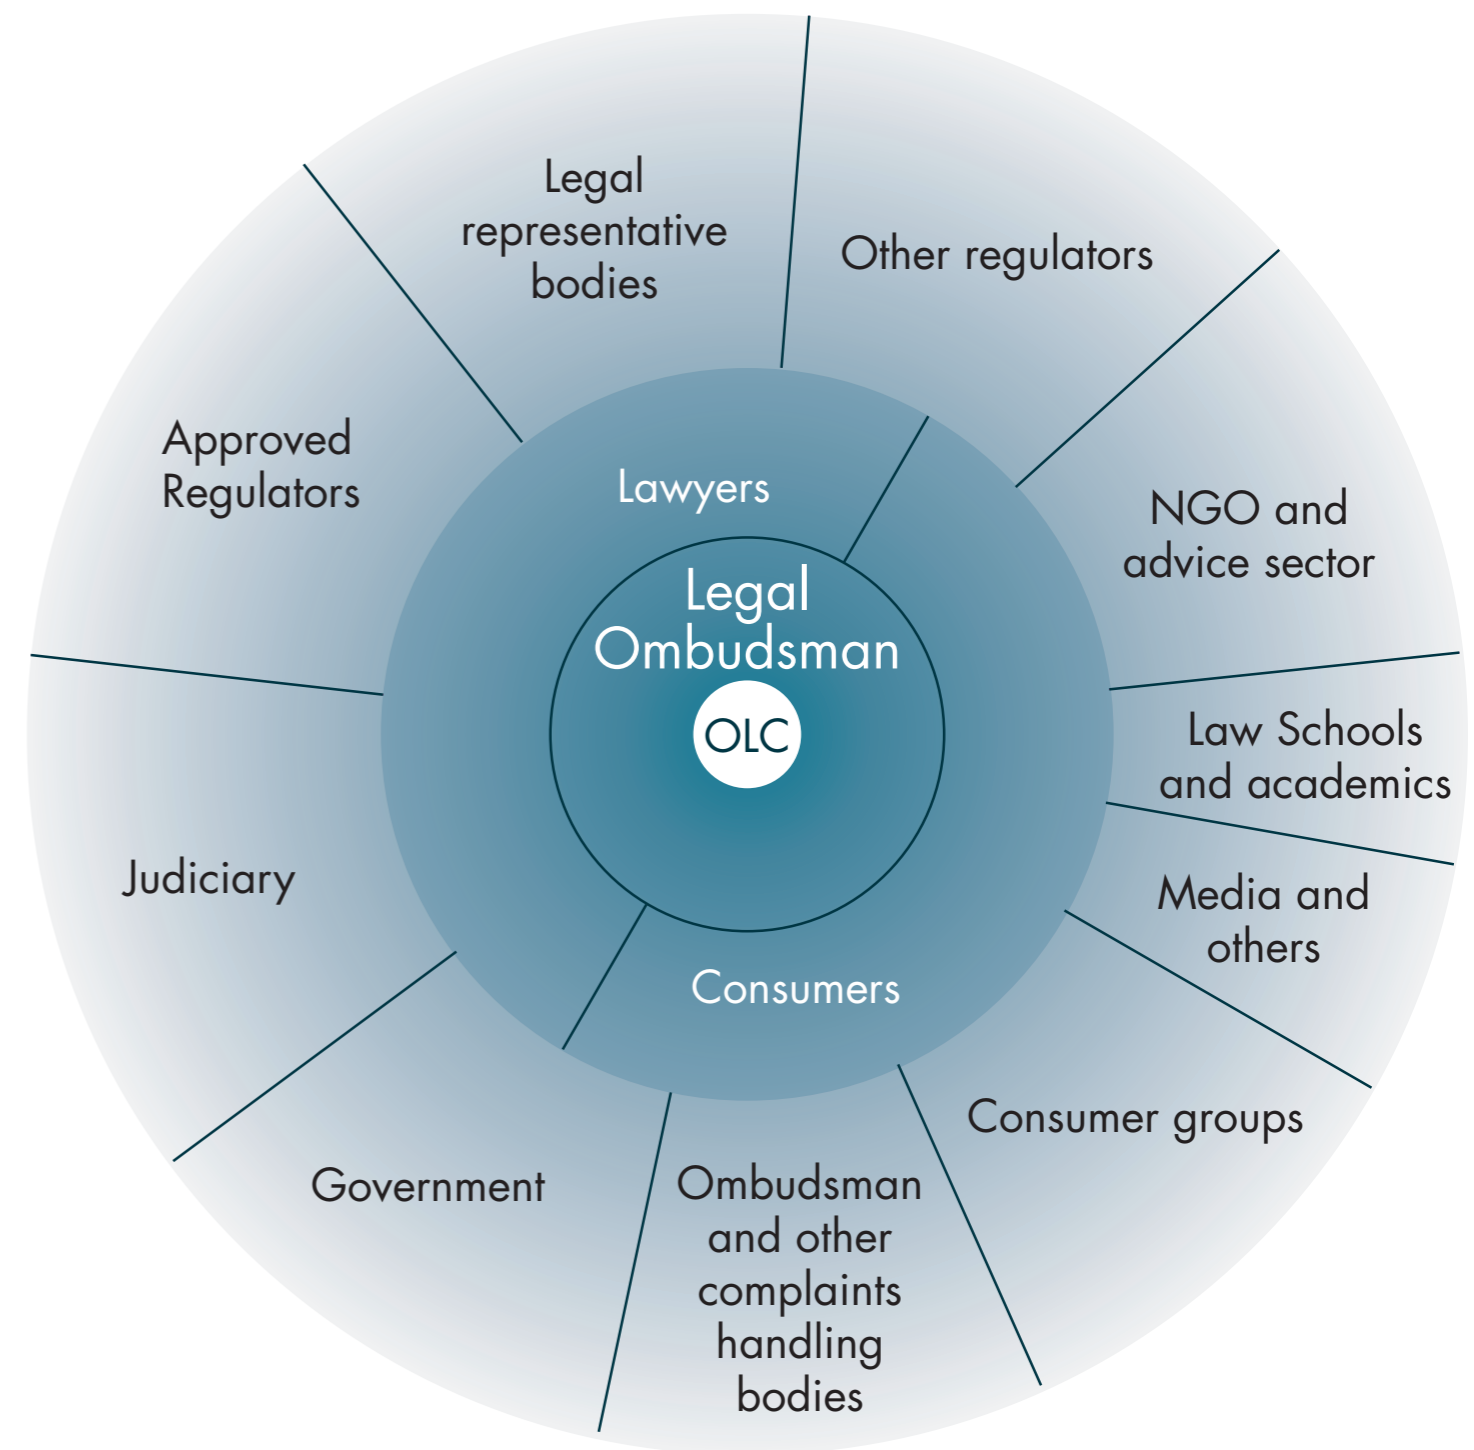 Legal
representative
bodies
Other regulators
Approved
Regulators
Lawyers
NGO and
advice sector
Legal
Ombudsman
OLC
Law Schools
and academics
Judiciary
Media and
others
Consumers
Consumer groups
Government
Ombudsman
and other
complaints
handling
bodies